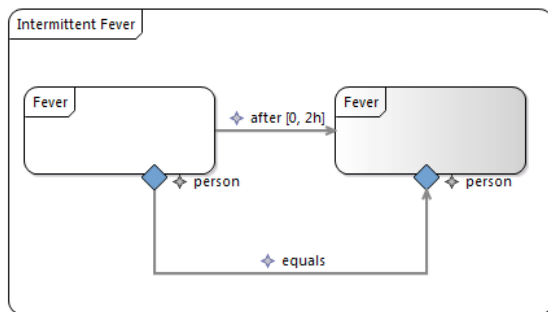 Intermittent Fever
Fever
after [0, 2h]
Fever
person
person
equals